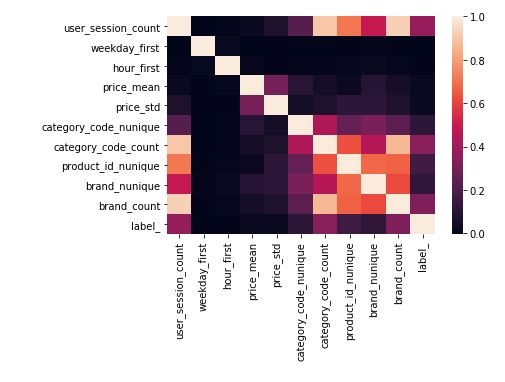 user_session_count
weekday_first
hour_first
price_mean
price_std
category_code_nunique
category_code_count
product_id_nunique
brand_nunique
brand_count
label_
user_session_count
weekday_first
hour_first
price_mean
price_std
category_code_nunique
category_code_count
product_id_nunique
brand_nunique
brand_count
label_
1.0
0.8
0.6
0.4
0.2
0.0